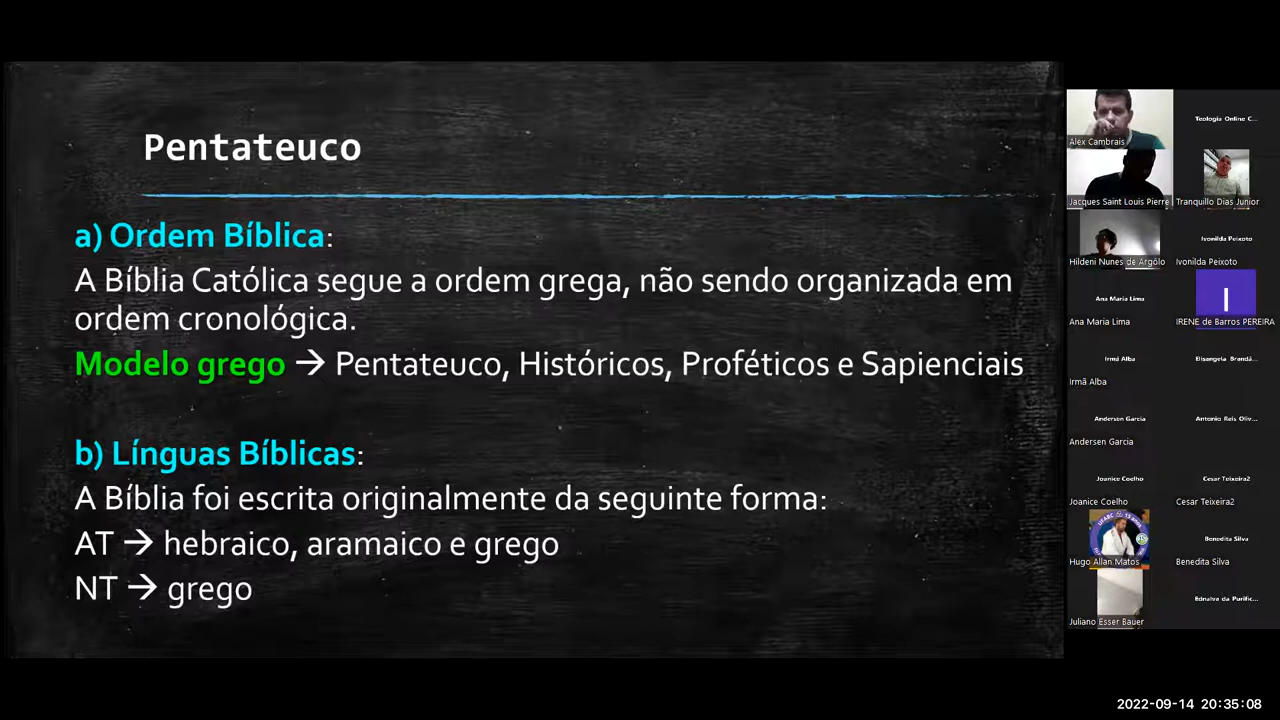 Pentateuco
a) Ordem Bíblica:
A Bíblia Católica segue a ordem grega, não sendo organizada em
ordem cronológica.
Modelo grego → Pentateuco, Históricos, Proféticos e Sapienciais
b) Línguas Bíblicas:
A Bíblia foi escrita originalmente da seguinte forma:
AT → hebraico, aramaico e grego
NT → grego
Alex Cambrais
Teologia Online C...
Jacques Saint Louis Pierre
Tranquillo Dias Junior
Hildeni Nunes de Argôlo
Ivonilda Peixoto
Ivonilda Peixoto
Ana Maria Lima
Ana Maria Lima
I
IRENE de Barros PEREIRA
Irmã Alba
Irmã Alba
Elisangela Brandã...
Anderson Garcia
Andersen Garcia
Antonio Reis Oliv...
Joanice Coelho
Joanice Coelho
Cesar Teixeira2
Cesar Teixeira2
Hugo Allan Matos
Benedita Silva
Benedita Silva
Juliano Esser Bauer
Ednalva da Purific...
2022-09-14 20:35:08